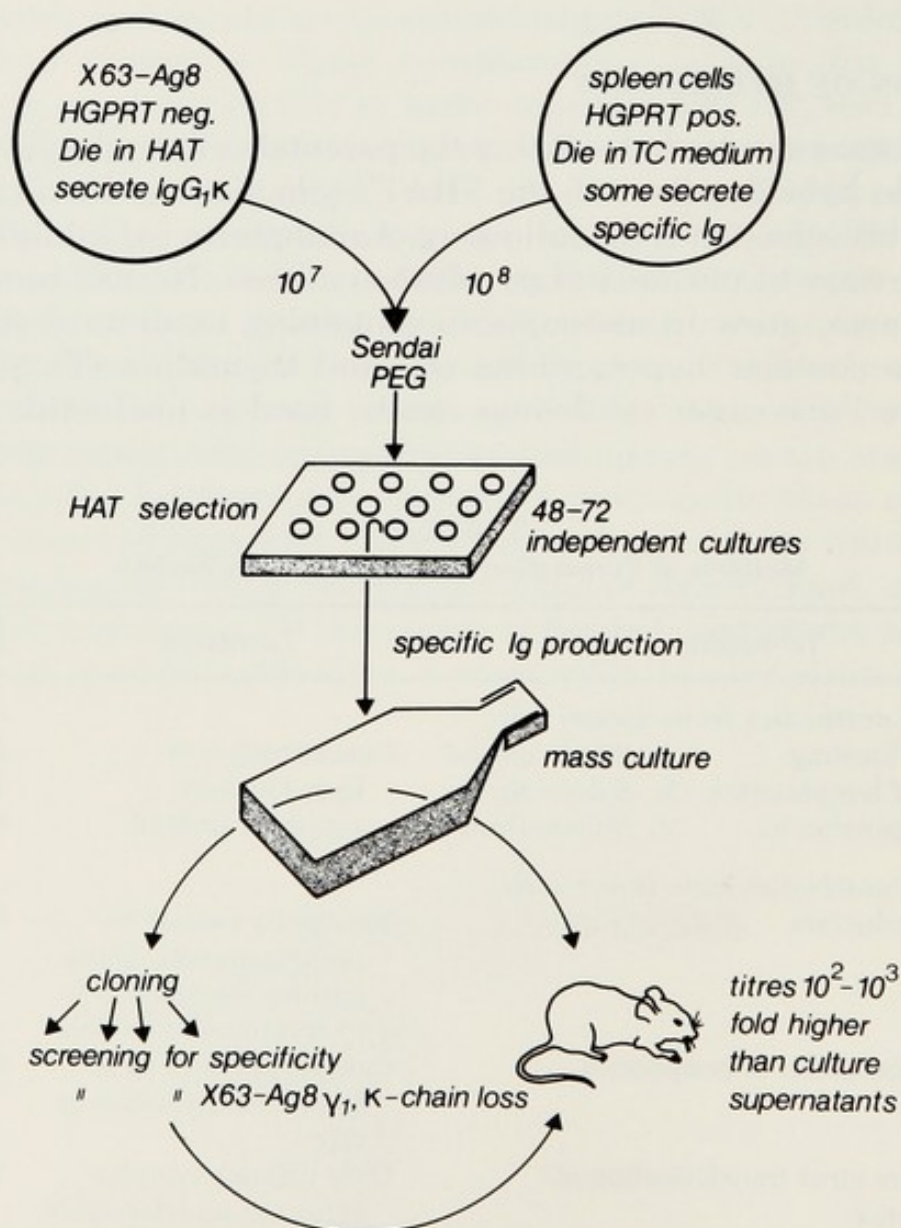 X63-Ag8
HGPRT neg.
Die in HAT
secrete IgG₁κ
spleen cells
HGPRT pos.
Die in TC medium
some secrete
specific Ig
10⁷
10⁸
Sendai
PEG
HAT selection
48-72
independent cultures
specific Ig production
mass culture
cloning
screening for specificity
" " X63-Ag8 γ₁, κ-chain loss
titres 10²-10³
fold higher
than culture
supernatants